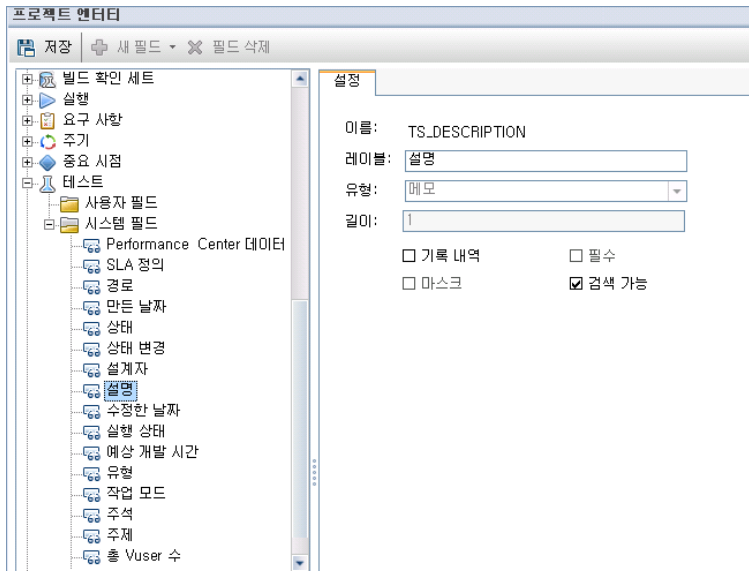 프로젝트 엔터티
저장 새 필드 필드 삭제
빌드 확인 세트
실행
요구 사항
주기
중요 시점
테스트
사용자 필드
시스템 필드
Performance Center 데이터
SLA 정의
경로
만든 날짜
상태
상태 변경
설계자
설명
수정한 날짜
실행 상태
예상 개발 시간
유형
작업 모드
주석
주제
총 Vuser 수
설정
이름: TS_DESCRIPTION
레이블: 설명
유형: 메모
길이: 1
기록 내역 필수
마스크 검색 가능